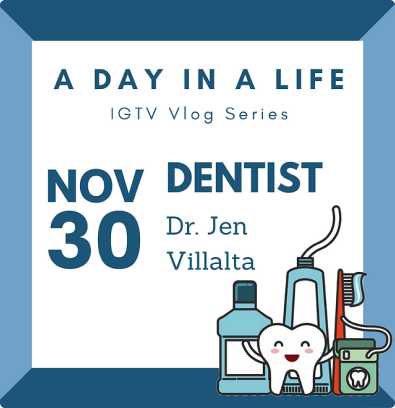 A DAY IN A LIFE
IGTV Vlog Series
NOV
30
DENTIST
Dr. Jen
Villalta